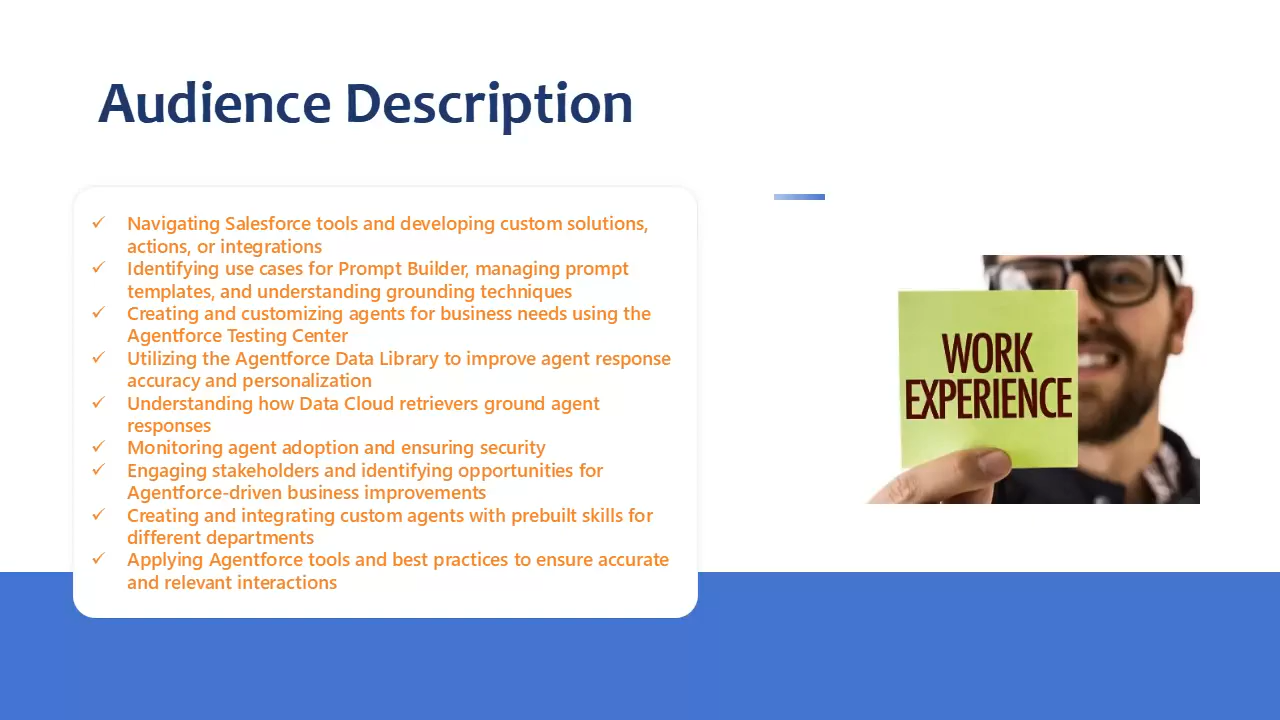 Audience Description
✓ Navigating Salesforce tools and developing custom solutions,
actions, or integrations
✓ Identifying use cases for Prompt Builder, managing prompt
templates, and understanding grounding techniques
✓ Creating and customizing agents for business needs using the
Agentforce Testing Center
✓ Utilizing the Agentforce Data Library to improve agent response
accuracy and personalization
✓ Understanding how Data Cloud retrievers ground agent
responses
✓ Monitoring agent adoption and ensuring security
✓ Engaging stakeholders and identifying opportunities for
Agentforce-driven business improvements
✓ Creating and integrating custom agents with prebuilt skills for
different departments
✓ Applying Agentforce tools and best practices to ensure accurate
and relevant interactions
WORK
EXPERIENCE